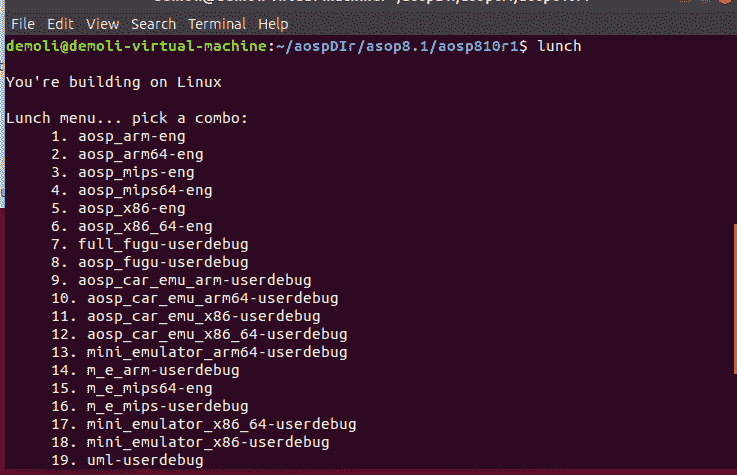 File Edit View Search Terminal Help
demoli@demoli-virtual-machine:~/aospDIr/asop8.1/aosp810r1$ lunch
You're building on Linux
Lunch menu... pick a combo:
1. aosp_arm-eng
2. aosp_arm64-eng
3. aosp_mips-eng
4. aosp_mips64-eng
5. aosp_x86-eng
6. aosp_x86_64-eng
7. full_fugu-userdebug
8. aosp_fugu-userdebug
9. aosp_car_emu_arm-userdebug
10. aosp_car_emu_arm64-userdebug
11. aosp_car_emu_x86-userdebug
12. aosp_car_emu_x86_64-userdebug
13. mini_emulator_arm64-userdebug
14. m_e_arm-userdebug
15. m_e_mips64-eng
16. m_e_mips-userdebug
17. mini_emulator_x86_64-userdebug
18. mini_emulator_x86-userdebug
19. uml-userdebug